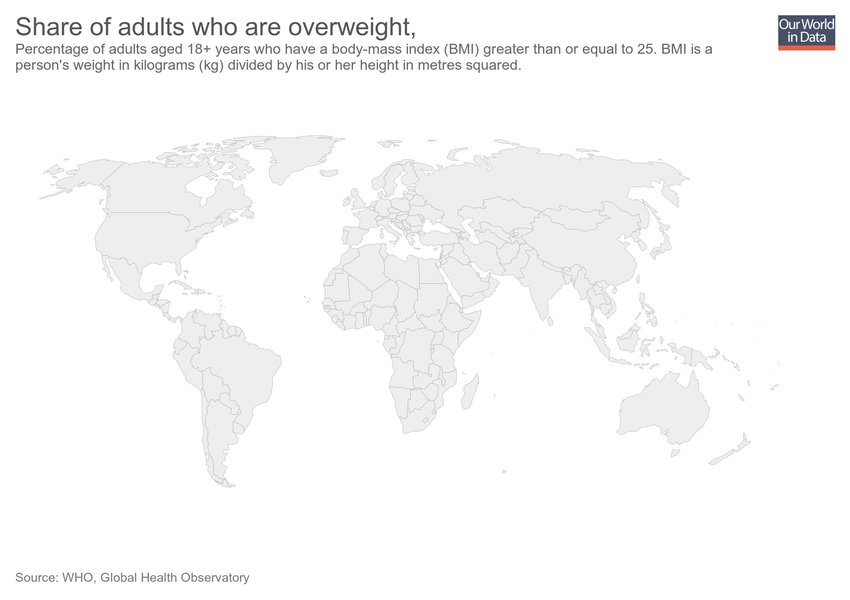 Share of adults who are overweight,
Our World
in Data
Percentage of adults aged 18+ years who have a body-mass index (BMI) greater than or equal to 25. BMI is a
person's weight in kilograms (kg) divided by his or her height in metres squared.
Source: WHO, Global Health Observatory